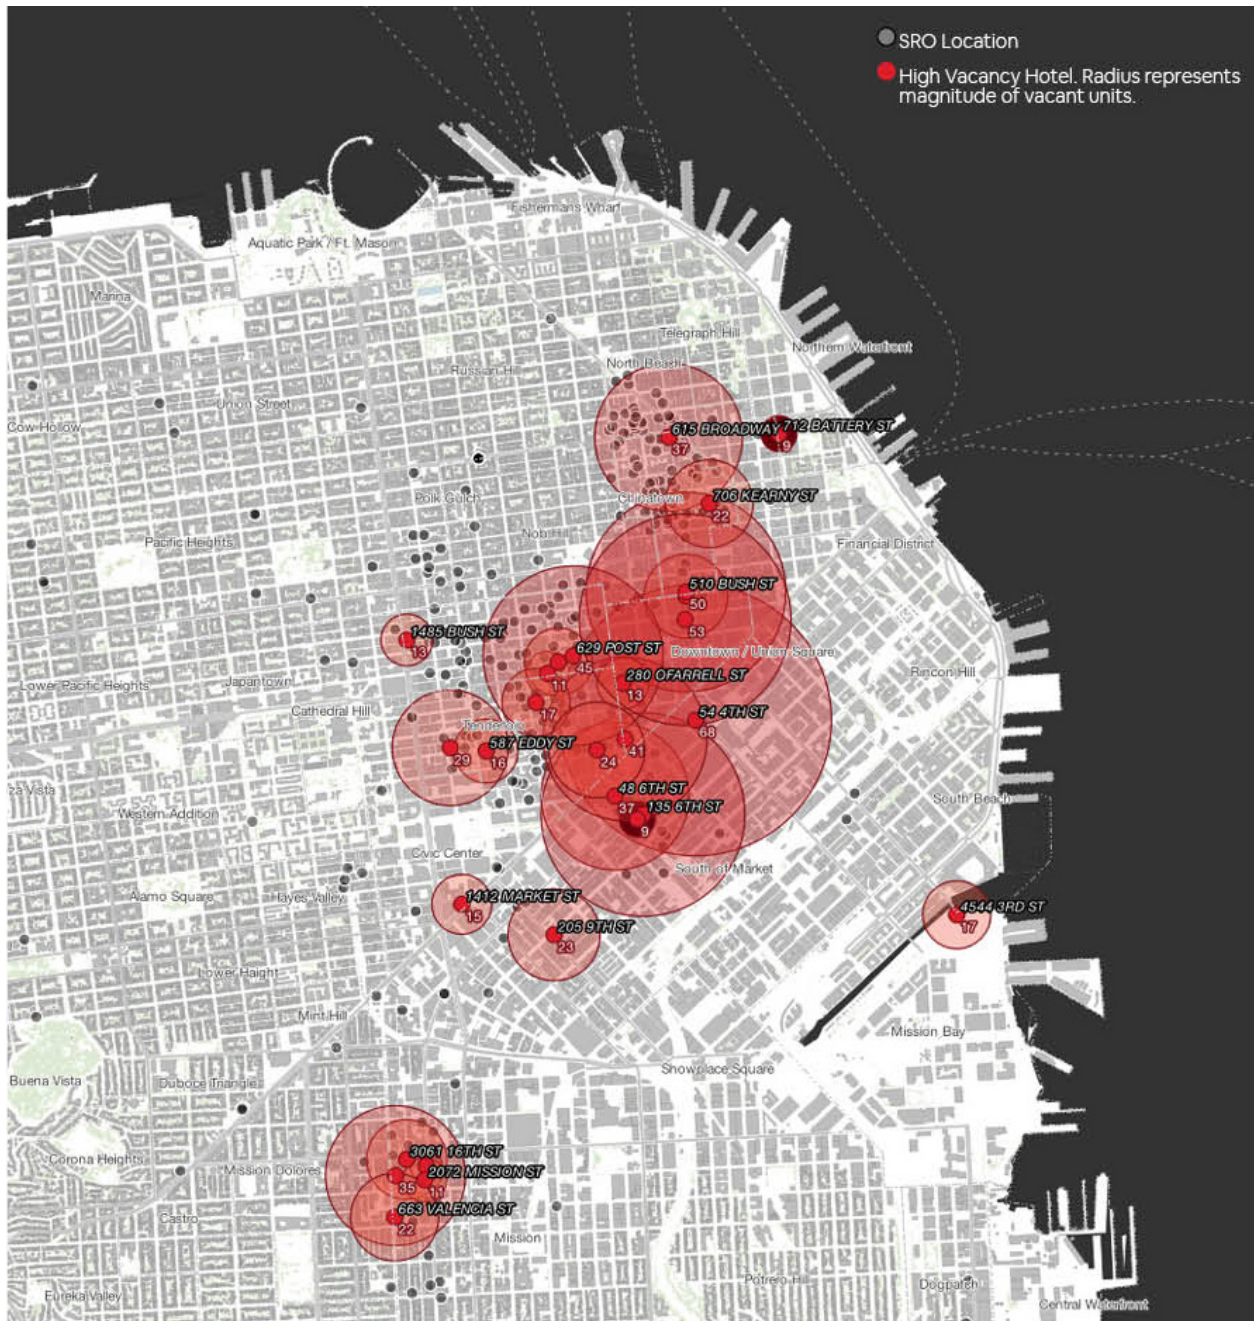 SRO Location
High Vacancy Hotel. Radius represents
magnitude of vacant units.
Fishermans Wharf
Aquatic Park / Ft. Mason
Marina
Telegraph Hill
Northern Waterfront
North Beach
Russian H
Union Street
Cow Hollow
615 BROADWAY
712 BATTERY ST
37
9
Polk Gulch
Chinatown
706 KEARNY ST
22
Nob Hill
Pacific Heights
Financial District
510 BUSH ST
50
53
1485 BUSH ST
13
629 POST ST
45
Downtown / Union Square
11
280 OFARRELL ST
13
Rincon Hill
Lower Pacific Heights
Japantown
Cathedral Hill
17
54 4TH ST
68
Tenderloin
587 EDDY ST
29
16
41
24
za Vista
48 6TH ST
37
135 6TH ST
9
South Beach
Western Addition
Civic Center
South of Market
Alamo Square
Hayes Valley
1412 MARKET ST
15
4544 3RD ST
17
205 9TH ST
23
Lower Haight
Mint Hill
Mission Bay
Showplace Square
Buena Vista
Duboce Triangle
Corona Heights
Mission Dolores
3061 16TH ST
2072 MISSION ST
35
11
663 VALENCIA ST
22
Castro
Mission
Eureka Valley
Potrero Hil
Dogpatch
Central Waterfront